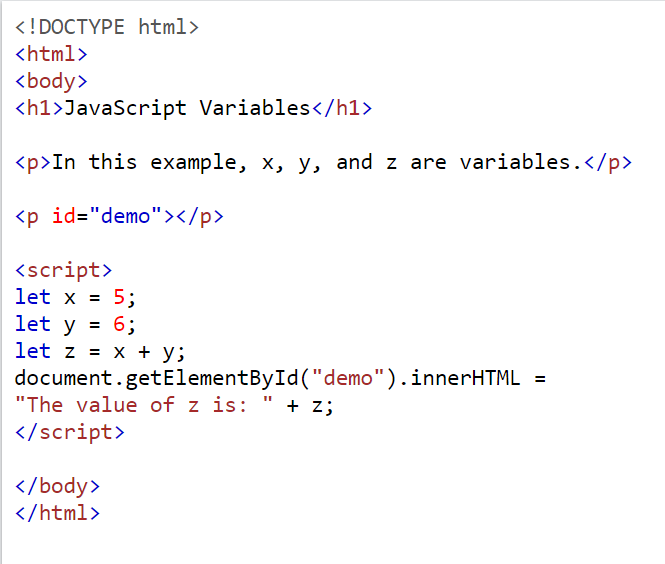 <!DOCTYPE html>
<html>
<body>
<h1>JavaScript Variables</h1>
<p>In this example, x, y, and z are variables.</p>
<p id="demo"></p>
<script>
let x = 5;
let y = 6;
let z = x + y;
document.getElementById("demo").innerHTML =
"The value of z is: " + z;
</script>
</body>
</html>